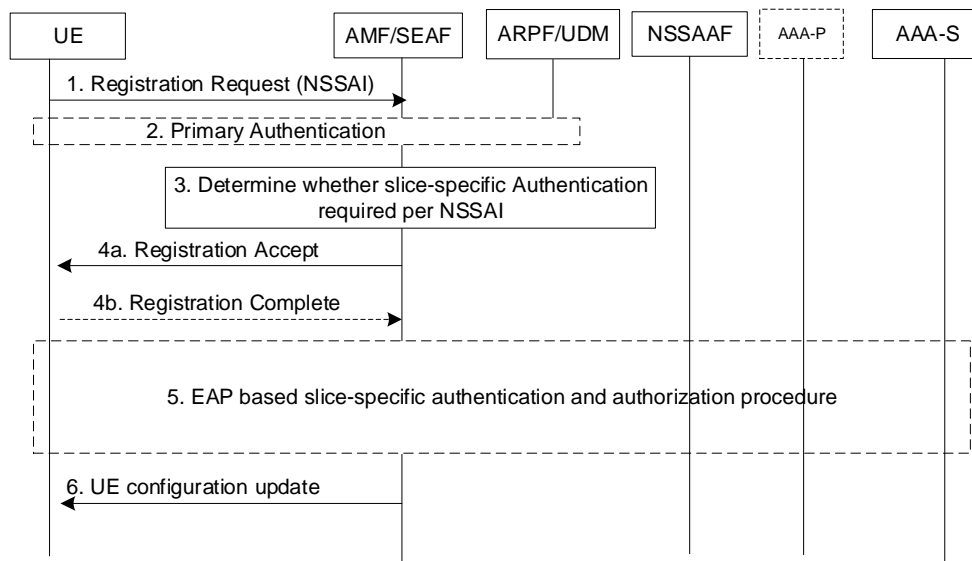 UE
AMF/SEAF
ARPF/UDM
NSSAAF
AAA-P
AAA-S
1. Registration Request (NSSAI)
2. Primary Authentication
3. Determine whether slice-specific Authentication
required per NSSAI
4a. Registration Accept
4b. Registration Complete
5. EAP based slice-specific authentication and authorization procedure
6. UE configuration update